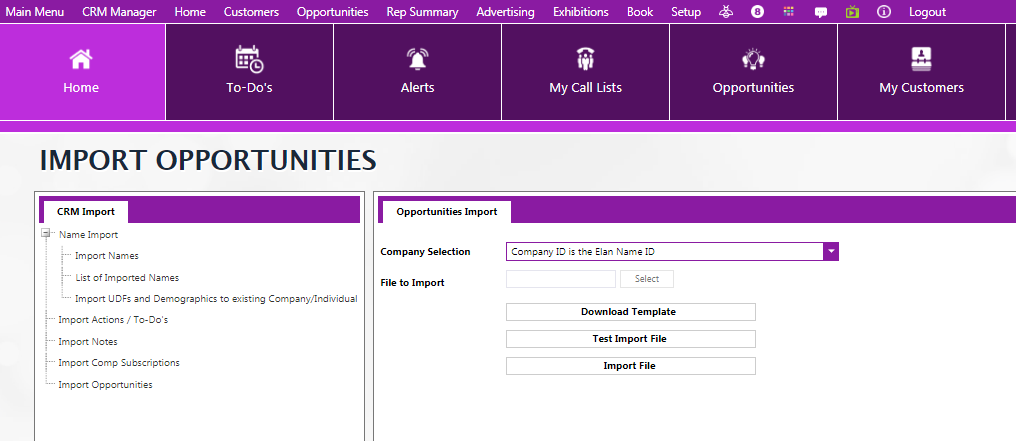 Main Menu CRM Manager Home Customers Opportunities Rep Summary Advertising Exhibitions Book Setup 8 Logout
Home To-Do's Alerts My Call Lists Opportunities My Customers
IMPORT OPPORTUNITIES
CRM Import
Name Import
Import Names
List of Imported Names
Import UDFs and Demographics to existing Company/Individual
Import Actions / To-Do's
Import Notes
Import Comp Subscriptions
Import Opportunities
Opportunities Import
Company Selection Company ID is the Elan Name ID
File to Import Select
Download Template
Test Import File
Import File